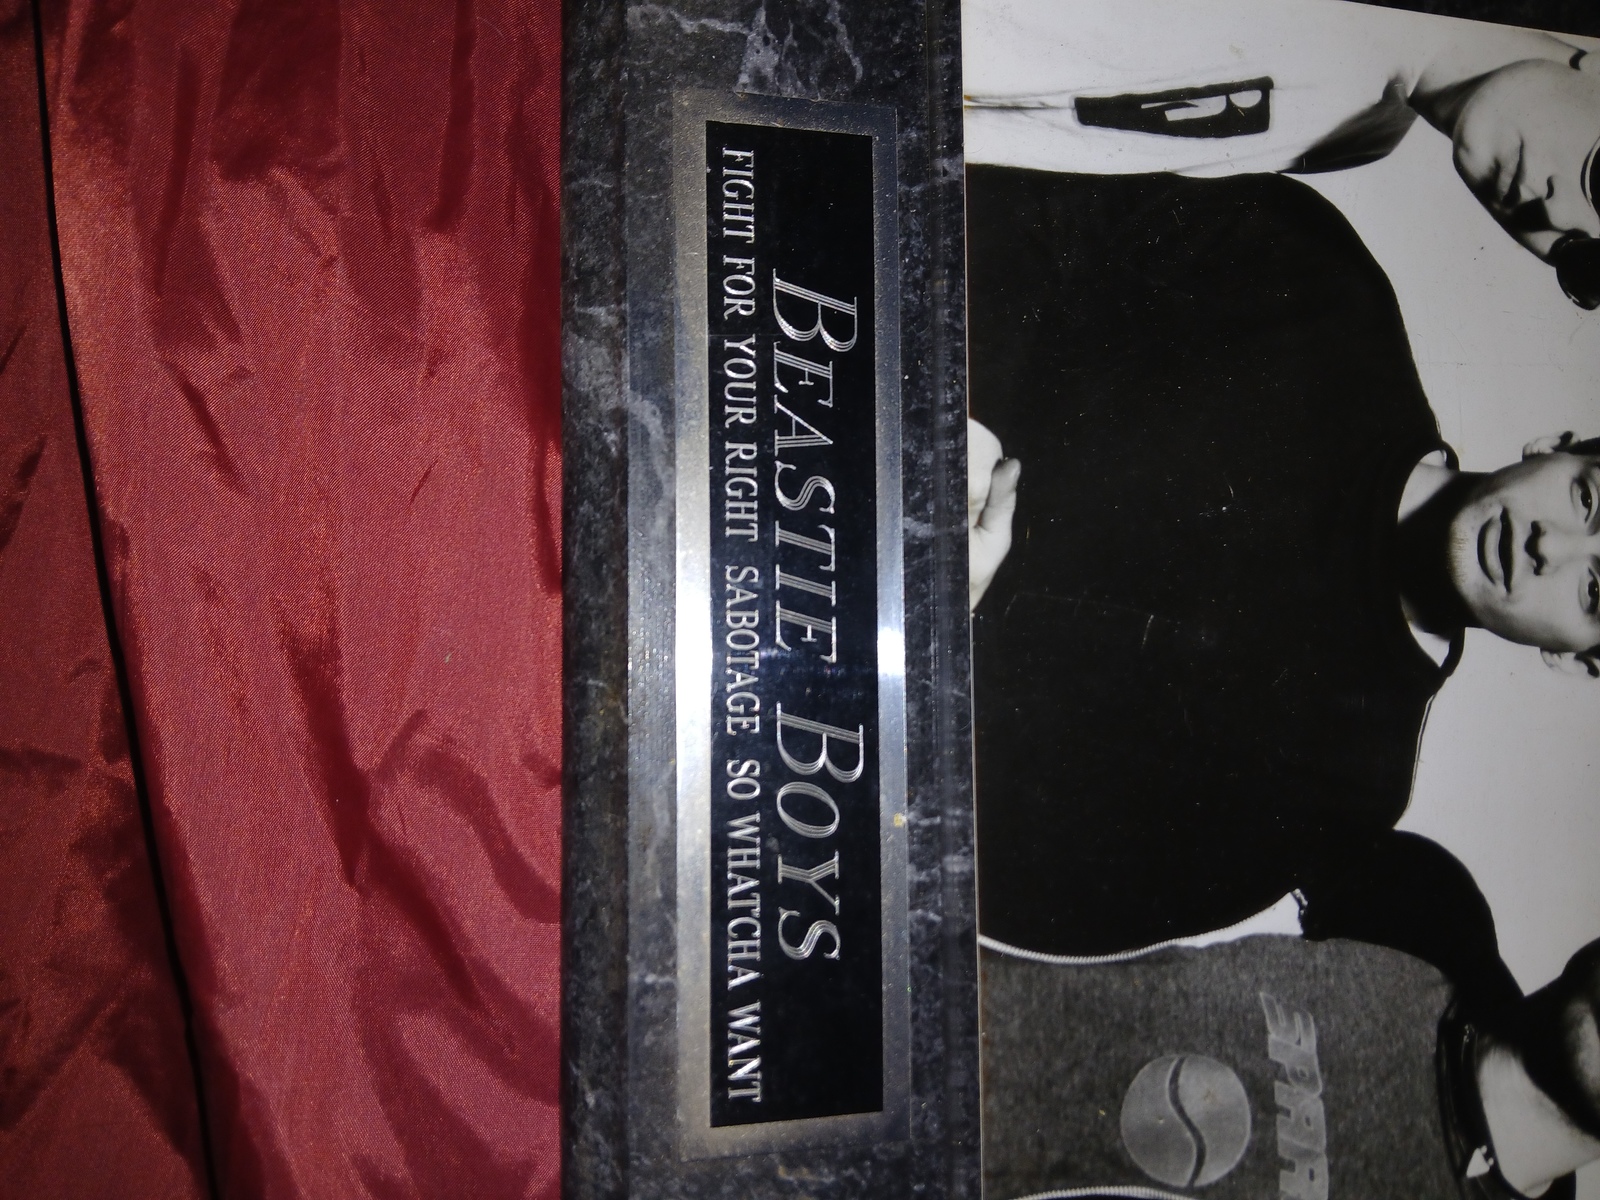 BEASTIE BOYS
FIGHT FOR YOUR RIGHT SABOTAGE SO WHATCHA WANT